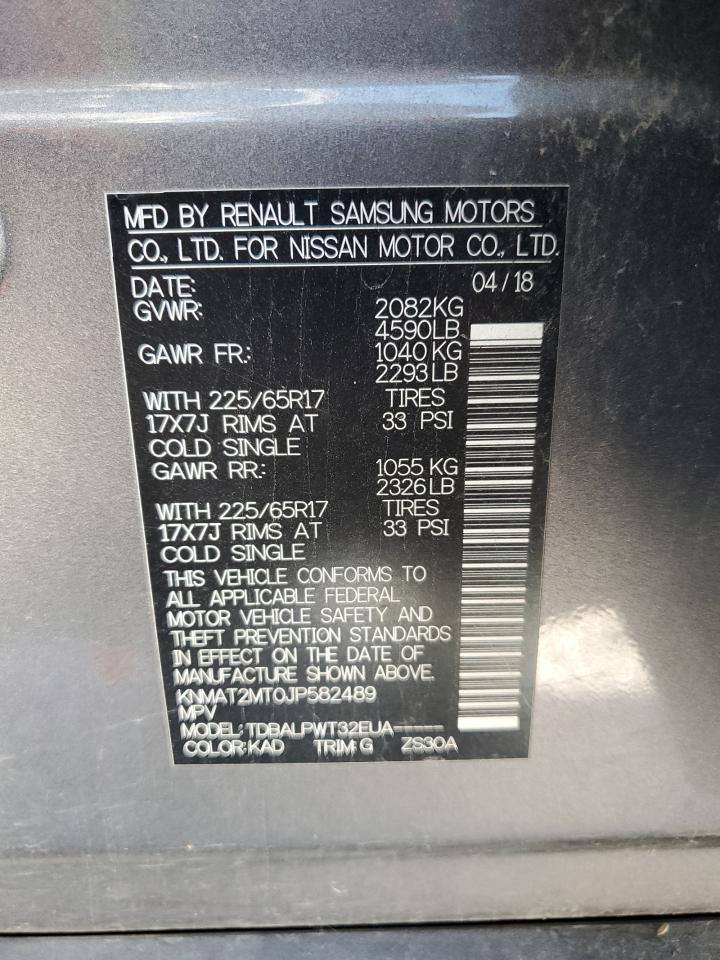 MFD BY RENAULT SAMSUNG MOTORS
CO., LTD. FOR NISSAN MOTOR CO., LTD.
DATE: 04/18
GVWR: 2082KG
4590LB
GAWR FR.: 1040 KG
2293 LB
WITH 225/65R17 TIRES
17X7J RIMS AT 33 PSI
COLD SINGLE
GAWR RR.: 1055 KG
2326 LB
WITH 225/65R17 TIRES
17X7J RIMS AT 33 PSI
COLD SINGLE
THIS VEHICLE CONFORMS TO
ALL APPLICABLE FEDERAL
MOTOR VEHICLE SAFETY AND
THEFT PREVENTION STANDARDS
IN EFFECT ON THE DATE OF
MANUFACTURE SHOWN ABOVE.
KNMAT2MT0JP582489
MPV
MODEL: TDBALPWT32EUA-----
COLOR: KAD TRIM: G ZS30A